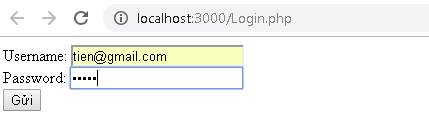 localhost:3000/Login.php
Username: tien@gmail.com
Password: •••••
Gửi